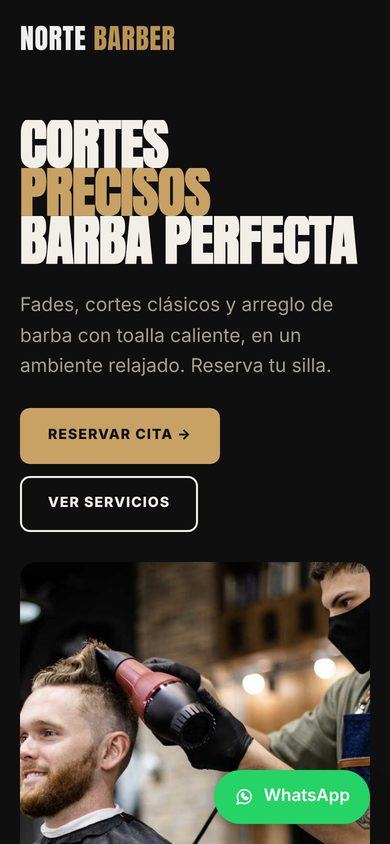 NORTE BARBER
CORTES
PRECISOS
BARBA PERFECTA
Fades, cortes clásicos y arreglo de
barba con toalla caliente, en un
ambiente relajado. Reserva tu silla.
RESERVAR CITA →
VER SERVICIOS
WhatsApp